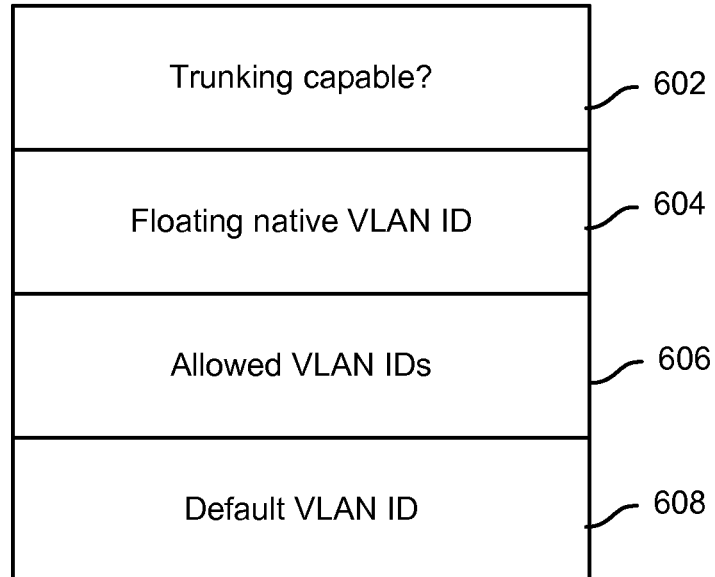 Trunking capable?
602
Floating native VLAN ID
604
Allowed VLAN IDs
606
Default VLAN ID
608